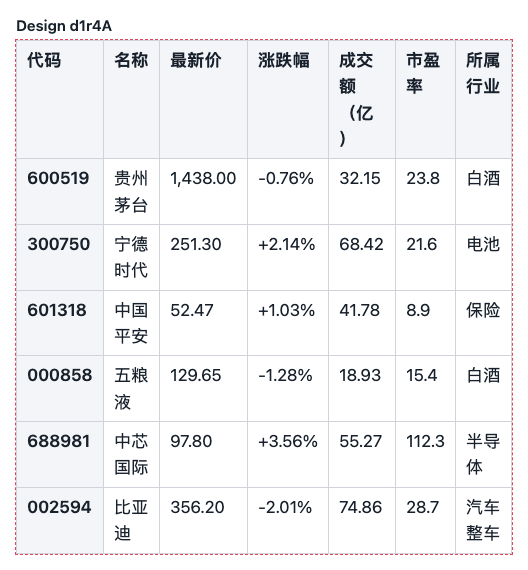 Design d1r4A
代码 名称 最新价 涨跌幅 成交额（亿） 市盈率 所属行业
600519 贵州茅台 1,438.00 -0.76% 32.15 23.8 白酒
300750 宁德时代 251.30 +2.14% 68.42 21.6 电池
601318 中国平安 52.47 +1.03% 41.78 8.9 保险
000858 五粮液 129.65 -1.28% 18.93 15.4 白酒
688981 中芯国际 97.80 +3.56% 55.27 112.3 半导体
002594 比亚迪 356.20 -2.01% 74.86 28.7 汽车整车